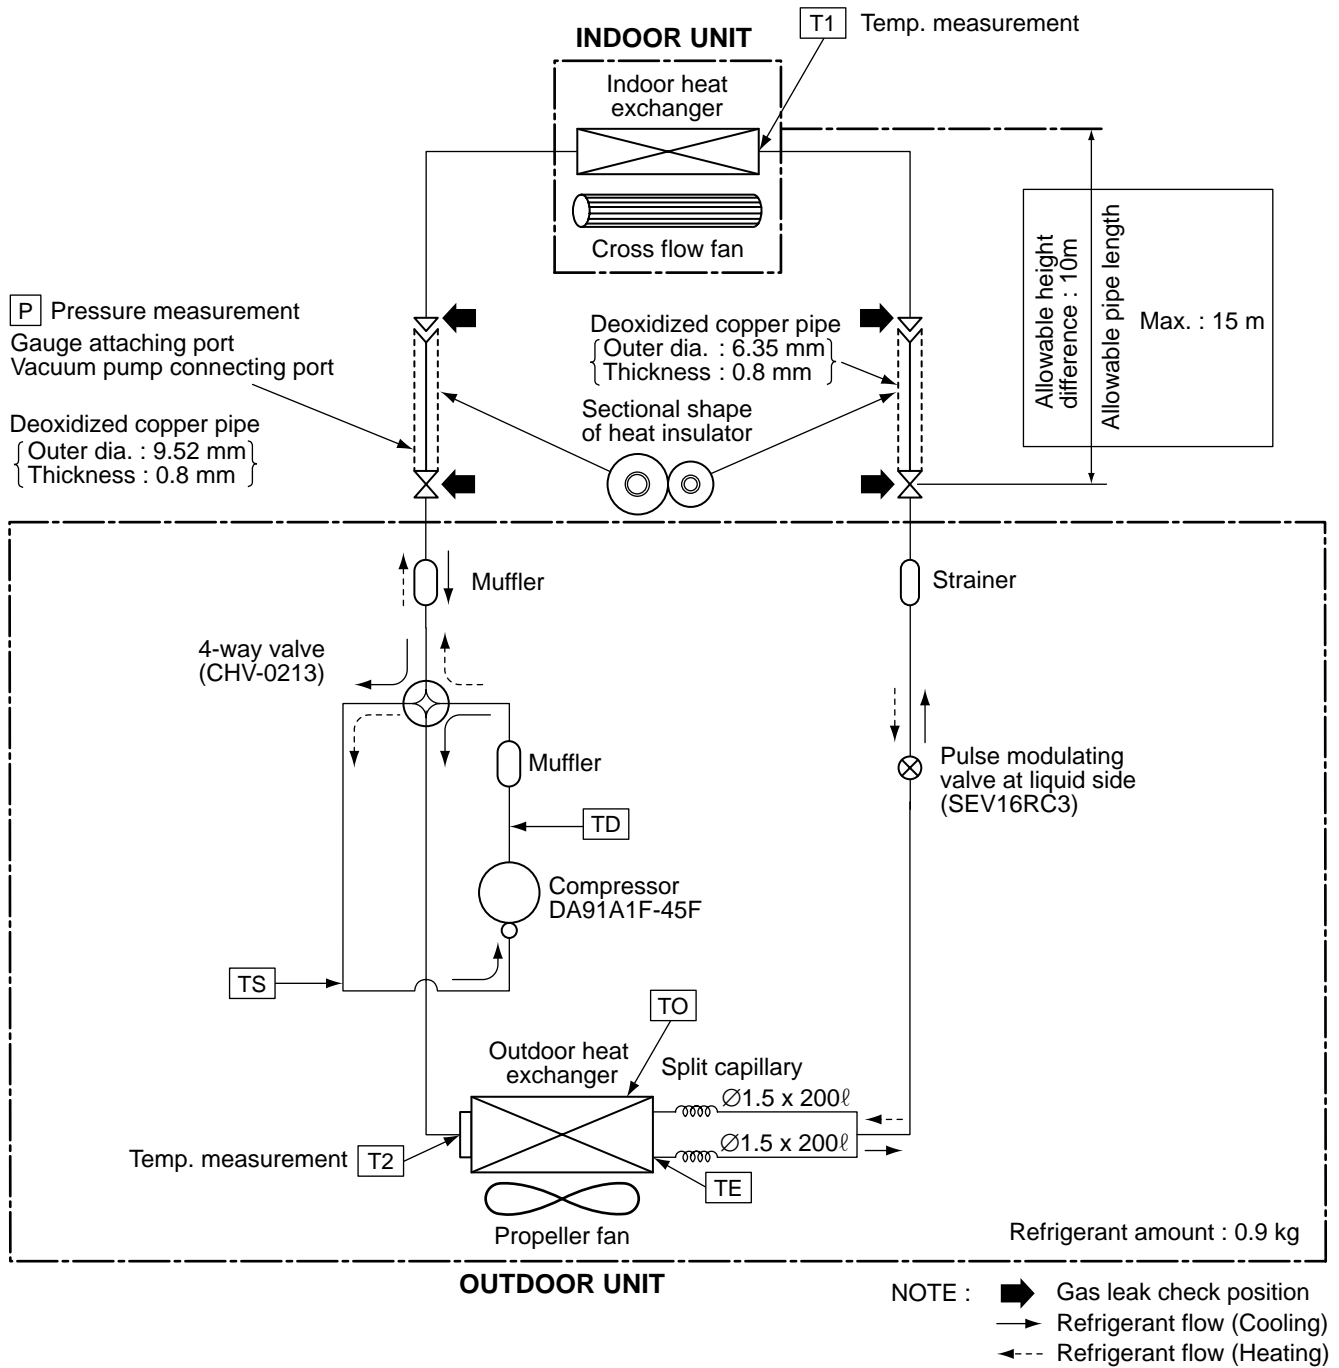 T1 Temp. measurement
INDOOR UNIT
Indoor heat
exchanger
Cross flow fan
Allowable height
difference : 10m
Allowable pipe length
Max. : 15 m
P Pressure measurement
Gauge attaching port
Vacuum pump connecting port
Deoxidized copper pipe
Outer dia. : 9.52 mm
Thickness : 0.8 mm
Deoxidized copper pipe
Outer dia. : 6.35 mm
Thickness : 0.8 mm
Sectional shape
of heat insulator
Muffler
Strainer
4-way valve
(CHV-0213)
Muffler
Pulse modulating
valve at liquid side
(SEV16RC3)
TD
Compressor
DA91A1F-45F
TS
TO
Outdoor heat
exchanger
Split capillary
∅1.5 x 200ℓ
∅1.5 x 200ℓ
Temp. measurement T2
TE
Propeller fan
Refrigerant amount : 0.9 kg
OUTDOOR UNIT
NOTE : Gas leak check position
Refrigerant flow (Cooling)
Refrigerant flow (Heating)